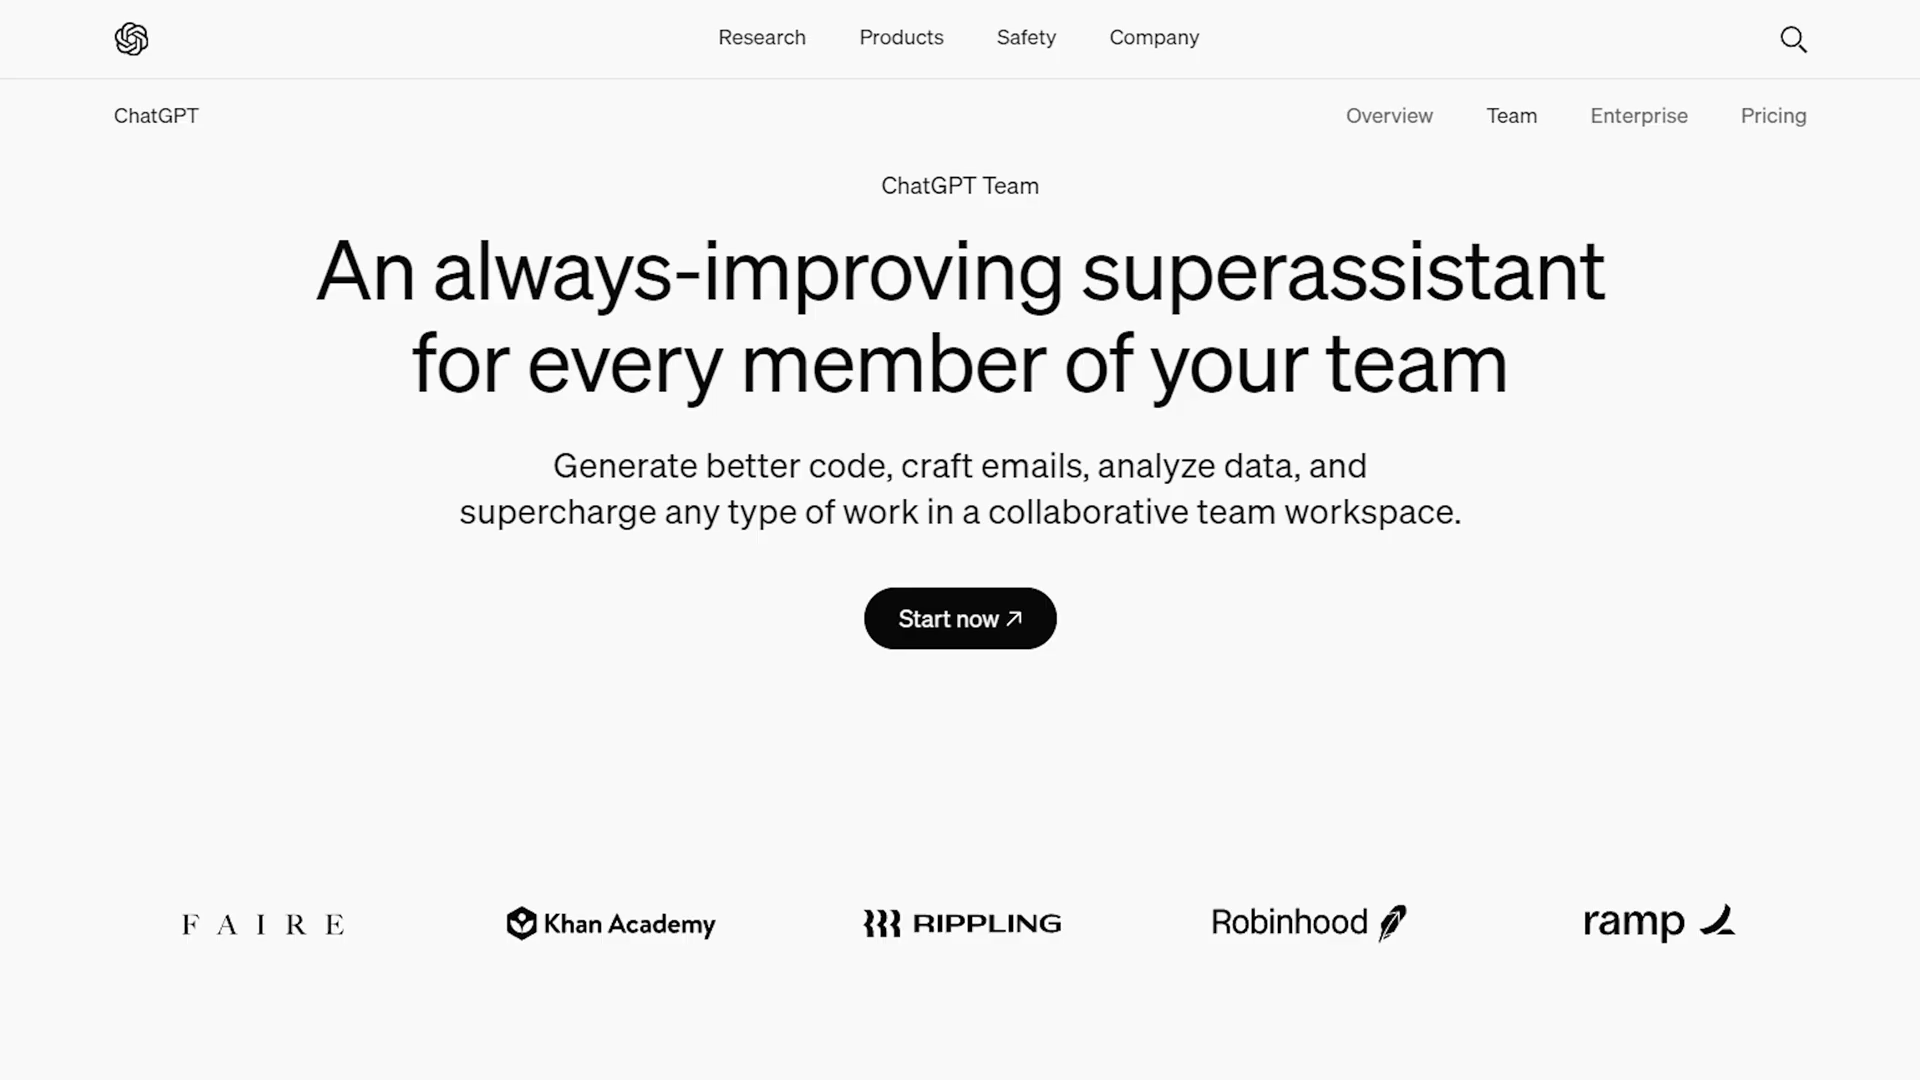 Research Products Safety Company
ChatGPT Overview Team Enterprise Pricing
ChatGPT Team
An always-improving superassistant
for every member of your team
Generate better code, craft emails, analyze data, and
supercharge any type of work in a collaborative team workspace.
Start now ↗
FAIRE Khan Academy RIPPLING Robinhood ramp